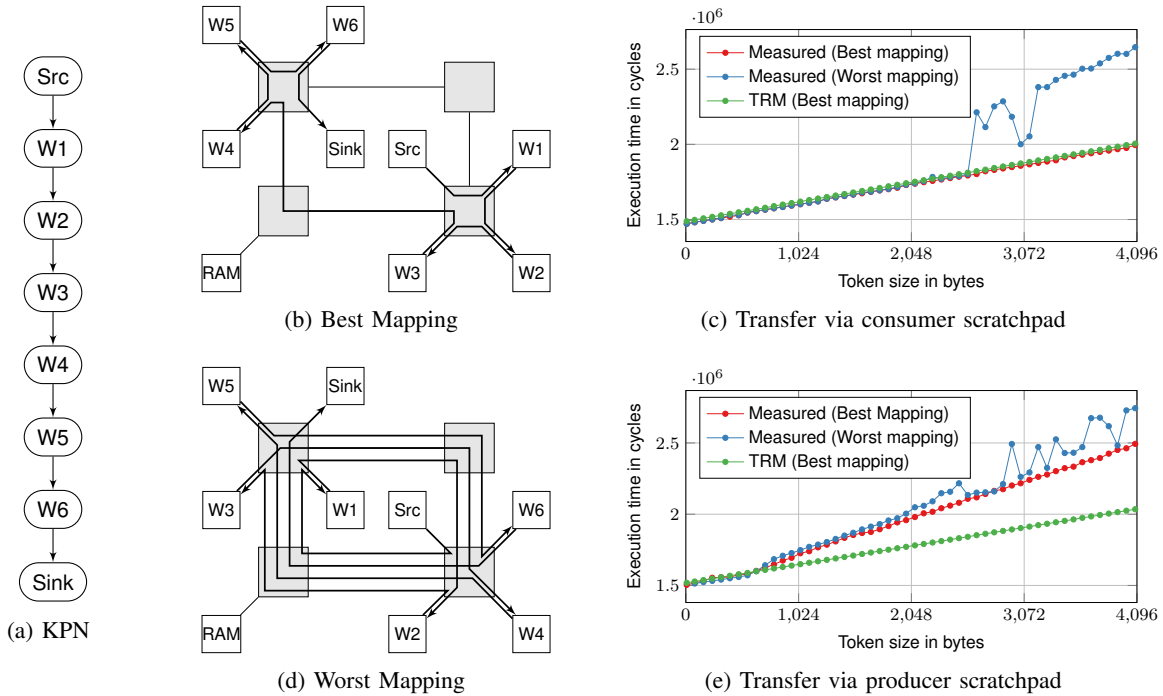 Src
W1
W2
W3
W4
W5
W6
Sink
(a) KPN
W5
W6
W4
Sink
Src
W1
RAM
W3
W2
(b) Best Mapping
·10⁶
Measured (Best mapping)
Measured (Worst mapping)
TRM (Best mapping)
Execution time in cycles
2.5
2
1.5
0
1,024
2,048
3,072
4,096
Token size in bytes
(c) Transfer via consumer scratchpad
W5
Sink
W3
W1
Src
W6
RAM
W2
W4
(d) Worst Mapping
·10⁶
Measured (Best Mapping)
Measured (Worst mapping)
TRM (Best mapping)
Execution time in cycles
2.5
2
1.5
0
1,024
2,048
3,072
4,096
Token size in bytes
(e) Transfer via producer scratchpad